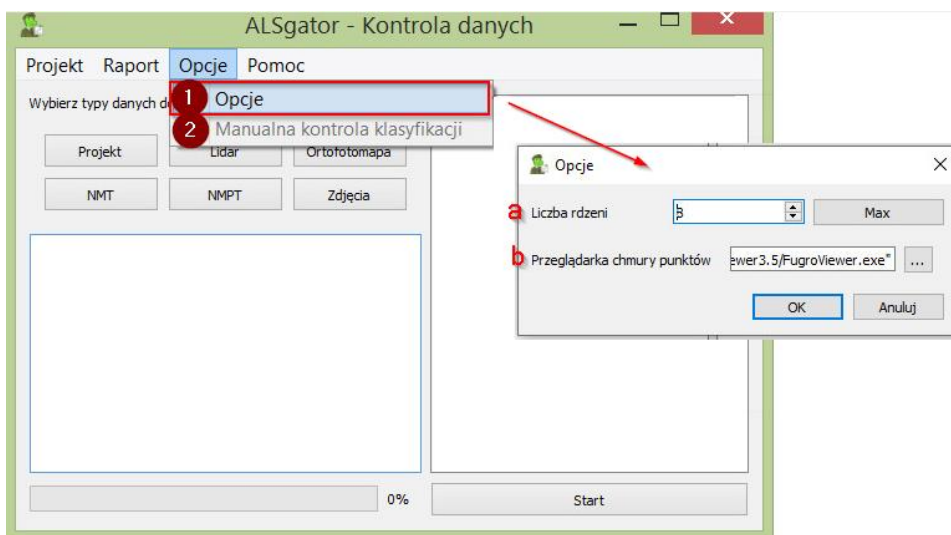 ALSgator - Kontrola danych
Projekt Raport Opcje Pomoc
Wybierz typy danych d
1 Opcje
2 Manualna kontrola klasyfikacji
Projekt Lidar Ortofotomapa
NMT NMPT Zdjęcia
Opcje
a Liczba rdzeni 3 Max
b Przeglądarka chmury punktów ewer3.5/FugroViewer.exe" ...
OK Anuluj
0% Start